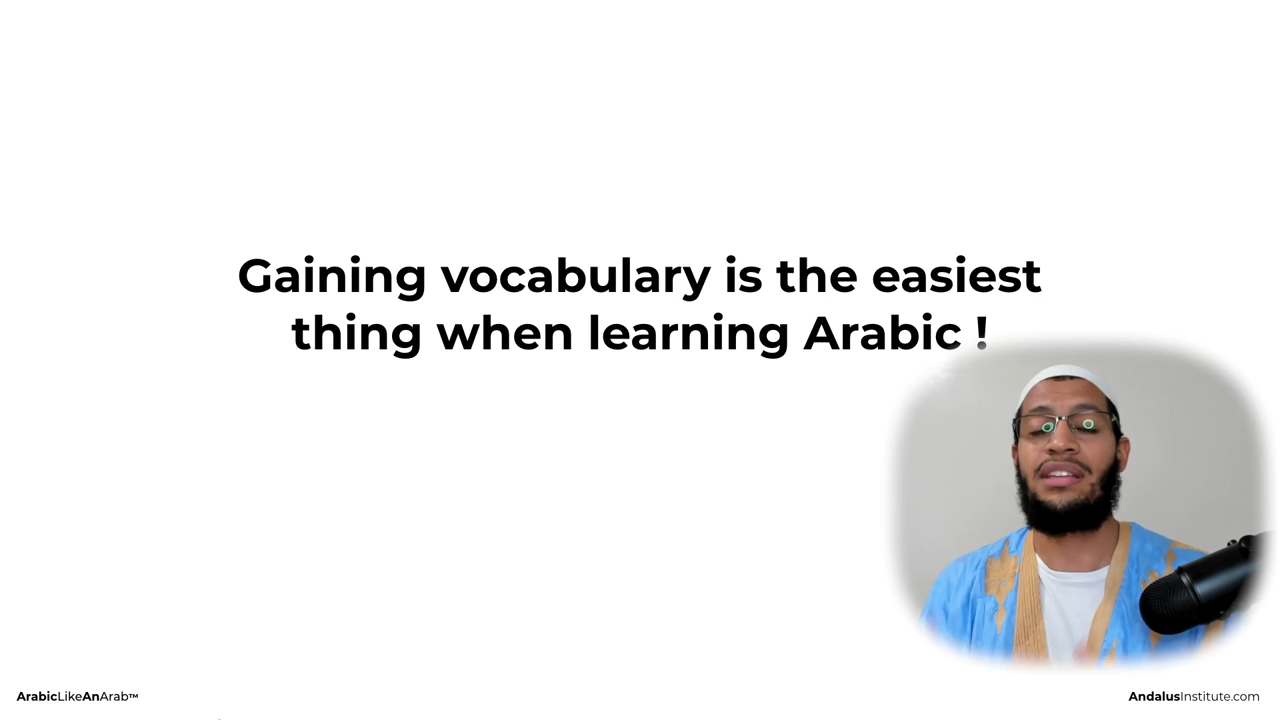 Gaining vocabulary is the easiest
thing when learning Arabic !
ArabicLikeAnArab™
AndalusInstitute.com